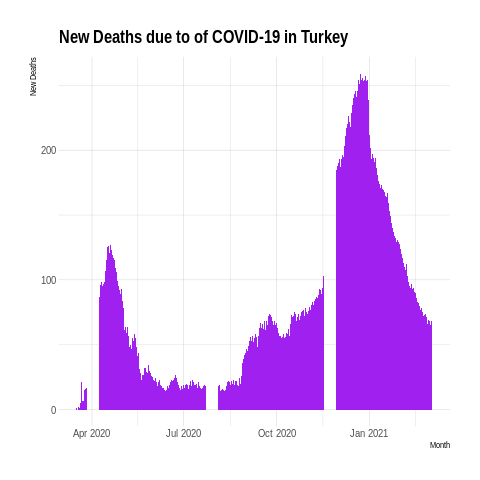 New Deaths due to of COVID-19 in Turkey
New Deaths
200
100
0
Apr 2020 Jul 2020 Oct 2020 Jan 2021
Month